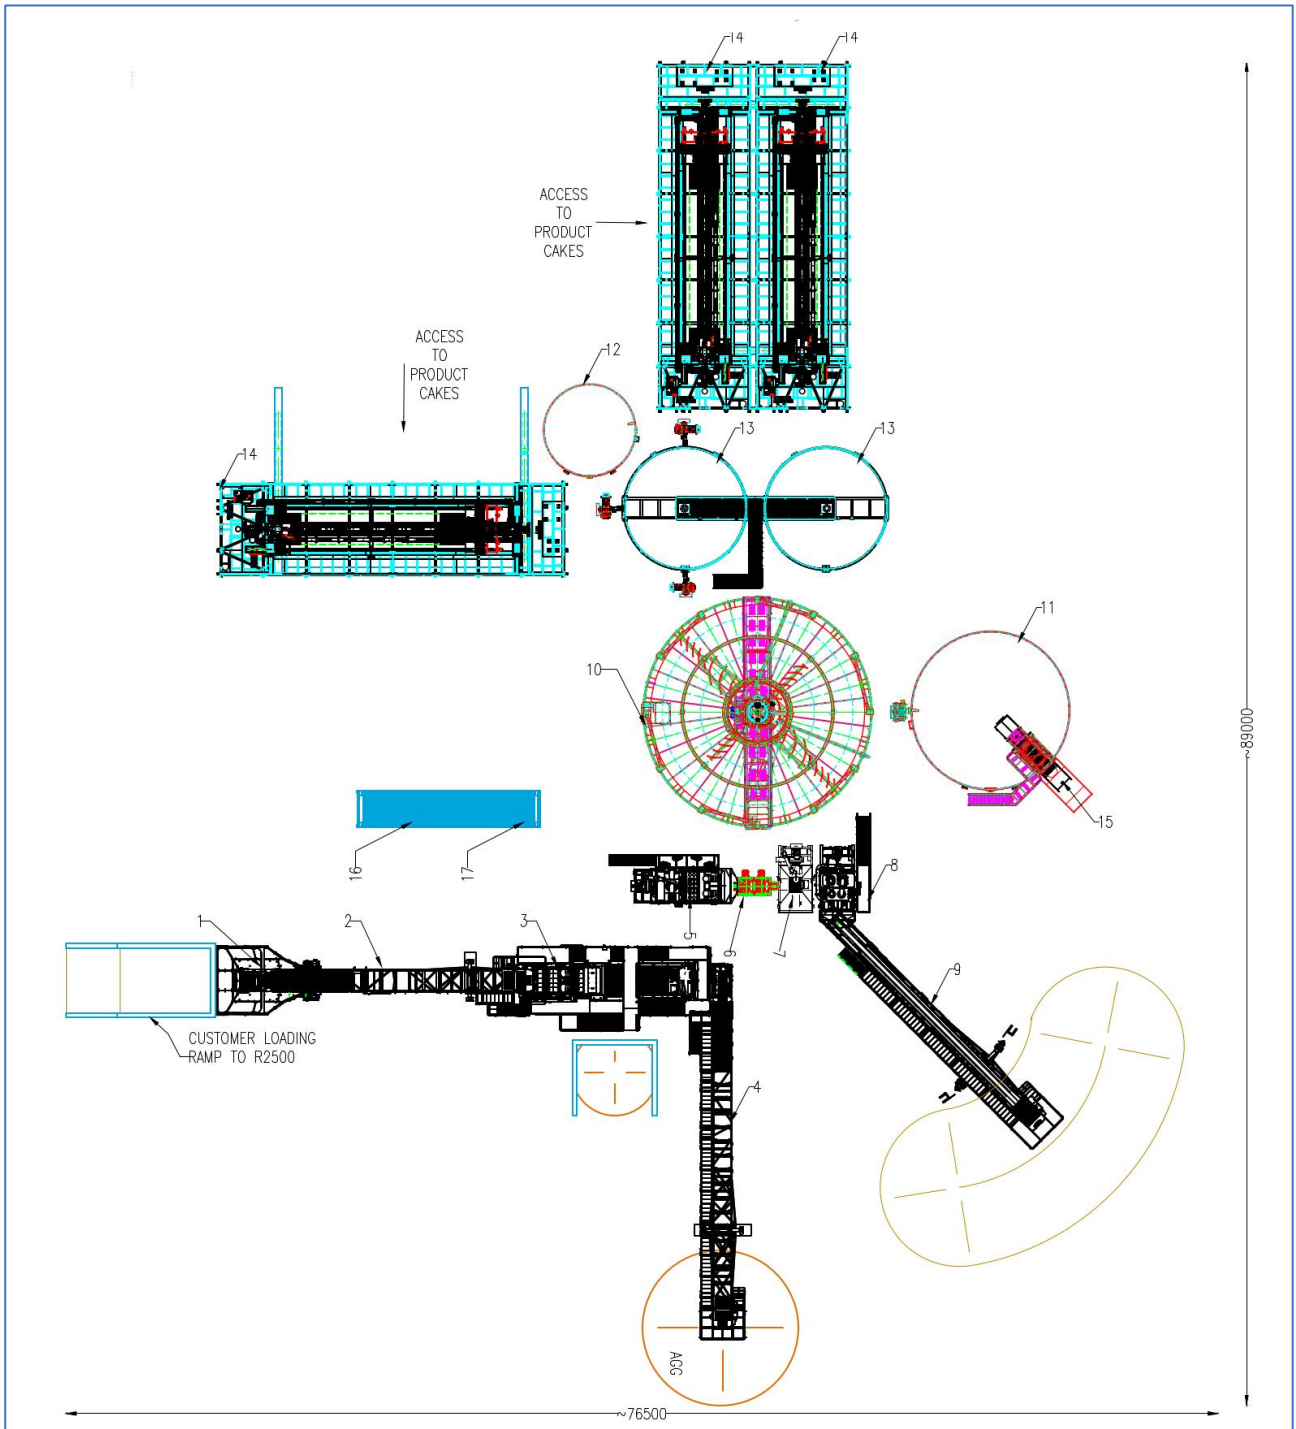 14
14
ACCESS
TO
PRODUCT
CAKES
ACCESS
TO
PRODUCT
CAKES
12
13
13
14
11
10
~89000
15
16
17
8
5
6
7
1
2
3
9
CUSTOMER LOADING
RAMP TO R2500
4
AGG
~76500